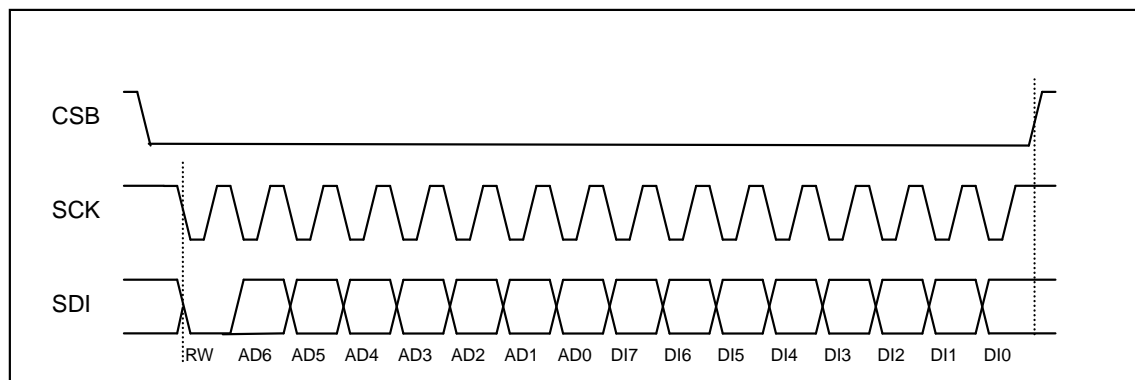 CSB
SCK
SDI
RW AD6 AD5 AD4 AD3 AD2 AD1 AD0 DI7 DI6 DI5 DI4 DI3 DI2 DI1 DI0